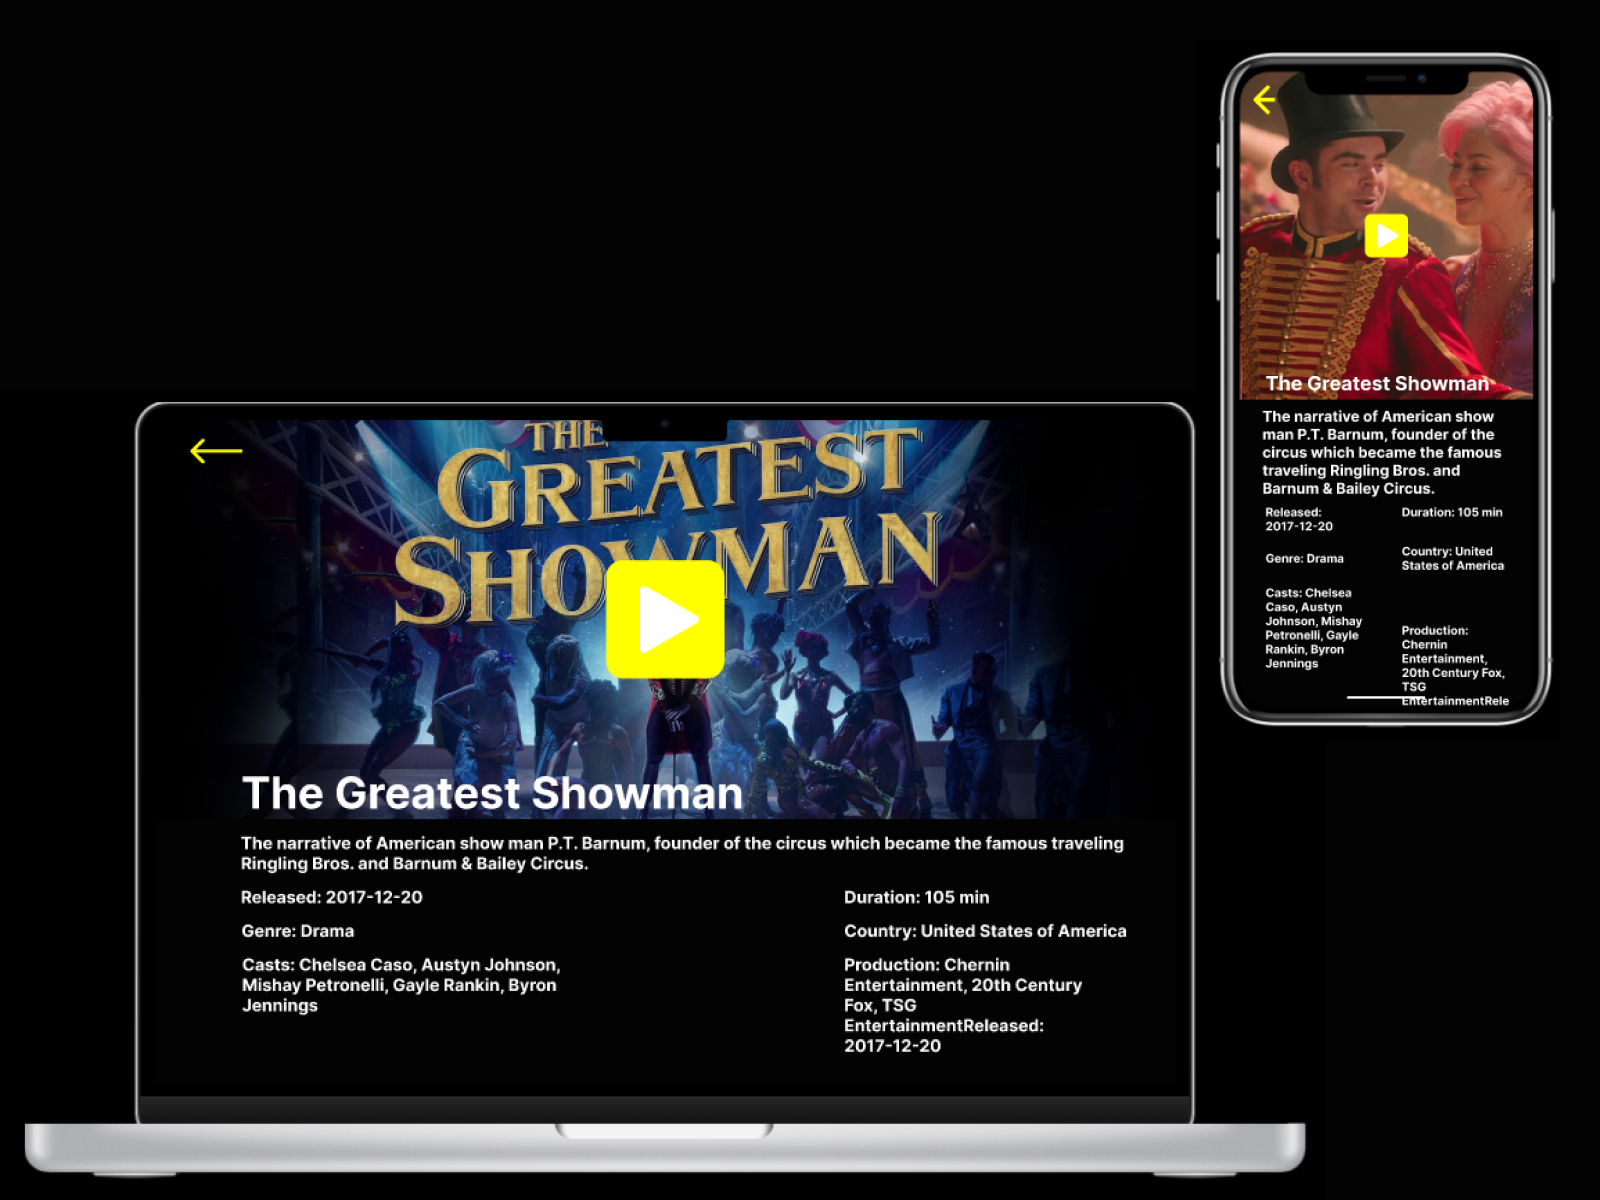 The Greatest Showman
The narrative of American show
man P.T. Barnum, founder of the
circus which became the famous
traveling Ringling Bros. and
Barnum & Bailey Circus.
Released:
2017-12-20
Duration: 105 min
Genre: Drama
Country: United
States of America
Casts: Chelsea
Caso, Austyn
Johnson, Mishay
Petronelli, Gayle
Rankin, Byron
Jennings
Production:
Chernin
Entertainment,
20th Century Fox,
TSG
EntertainmentRele
THE
GREATEST
SHOWMAN
The Greatest Showman
The narrative of American show man P.T. Barnum, founder of the circus which became the famous traveling
Ringling Bros. and Barnum & Bailey Circus.
Released: 2017-12-20
Genre: Drama
Casts: Chelsea Caso, Austyn Johnson,
Mishay Petronelli, Gayle Rankin, Byron
Jennings
Duration: 105 min
Country: United States of America
Production: Chernin
Entertainment, 20th Century
Fox, TSG
EntertainmentReleased:
2017-12-20